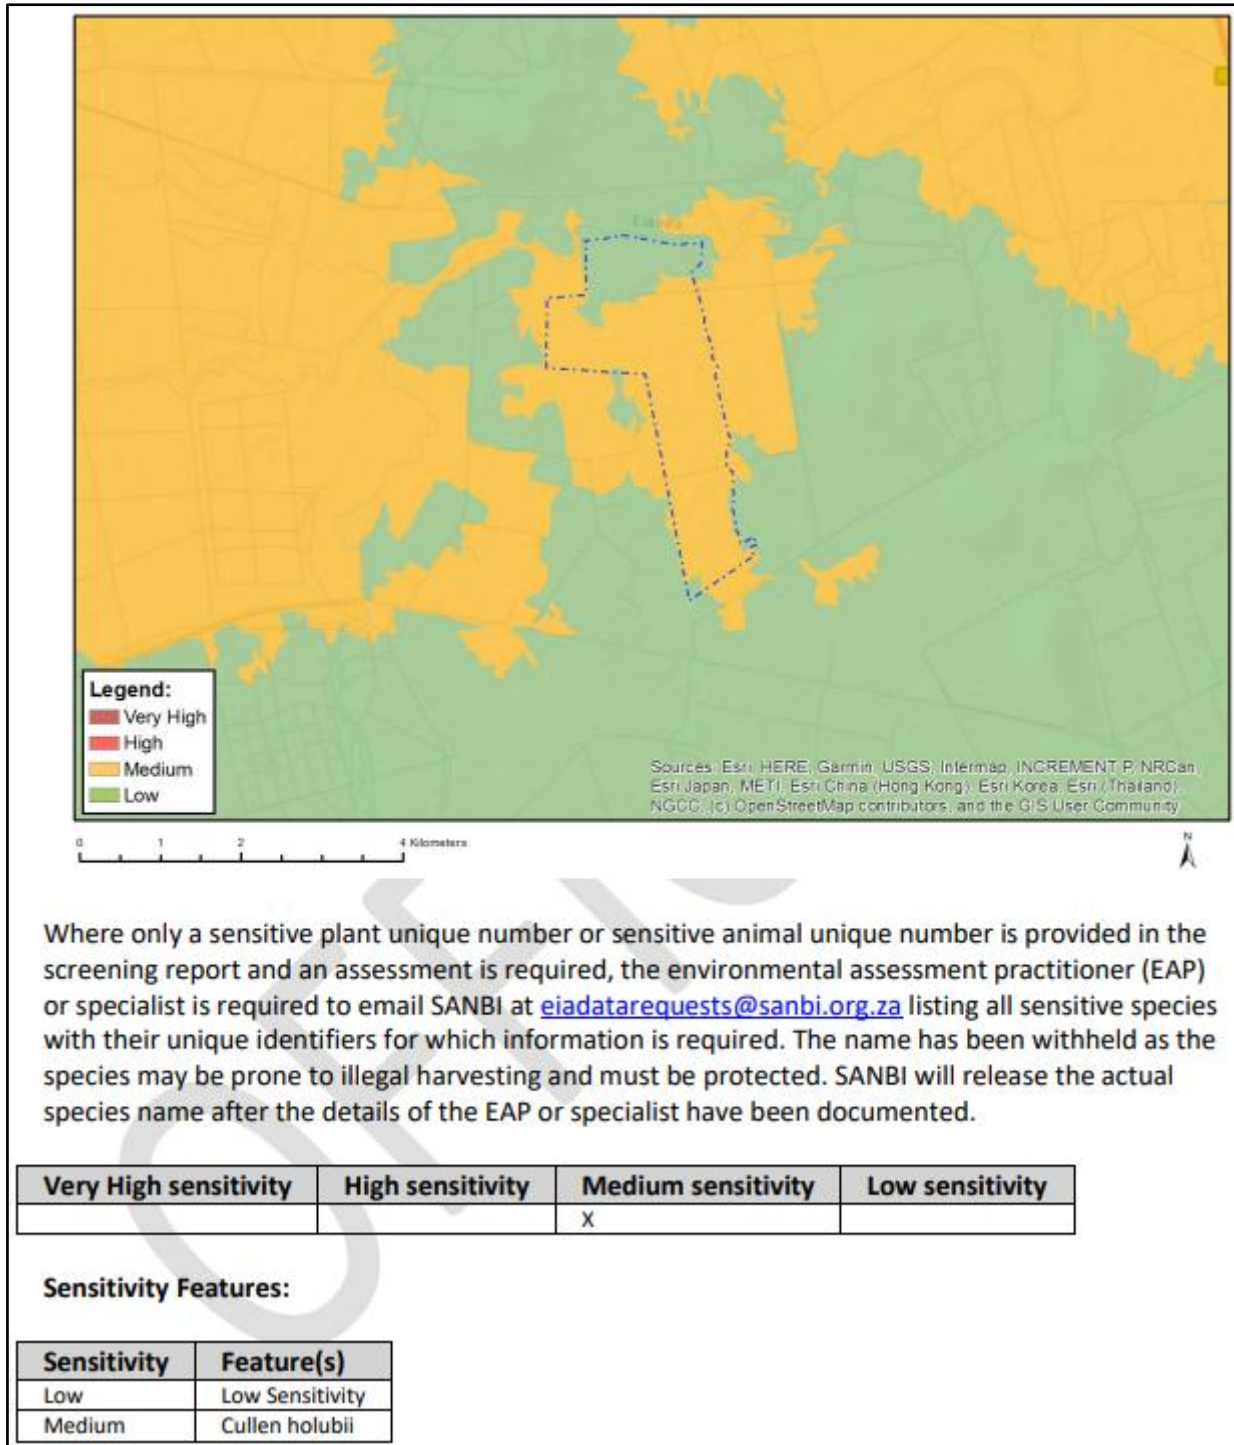 Legend:
Very High
High
Medium
Low
Sources: Esri, HERE, Garmin, USGS, Intermap, INCREMENT P, NRCan,
Esri Japan, METI, Esri China (Hong Kong), Esri Korea, Esri (Thailand),
NGCC, (c) OpenStreetMap contributors, and the GIS User Community
0 1 2 4 Kilometers
N
Where only a sensitive plant unique number or sensitive animal unique number is provided in the
screening report and an assessment is required, the environmental assessment practitioner (EAP)
or specialist is required to email SANBI at eiadatarequests@sanbi.org.za listing all sensitive species
with their unique identifiers for which information is required. The name has been withheld as the
species may be prone to illegal harvesting and must be protected. SANBI will release the actual
species name after the details of the EAP or specialist have been documented.
Very High sensitivity High sensitivity Medium sensitivity Low sensitivity
X
Sensitivity Features:
Sensitivity Feature(s)
Low Low Sensitivity
Medium Cullen holubii